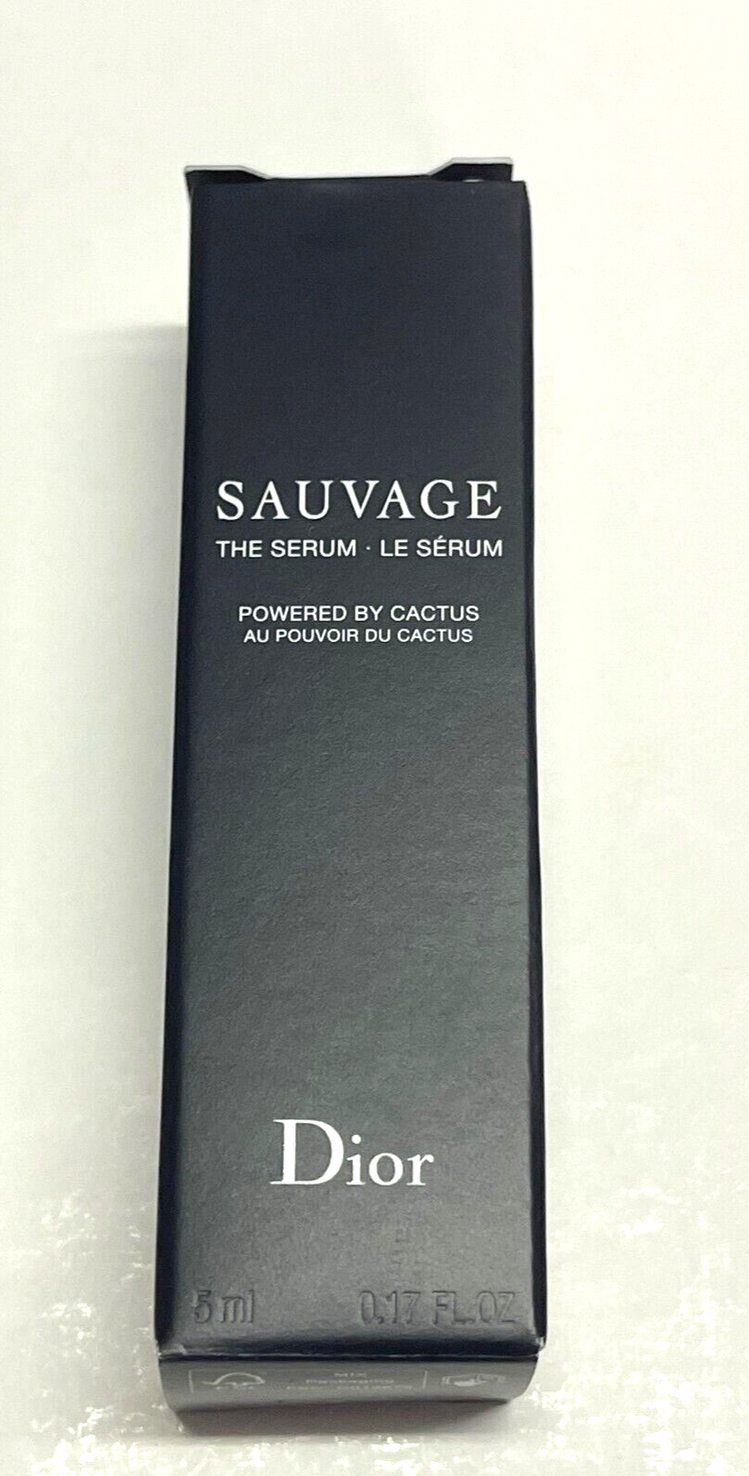 SAUVAGE
THE SERUM · LE SÉRUM
POWERED BY CACTUS
AU POUVOIR DU CACTUS
Dior
5 ml 0.17 FL.OZ
MIX